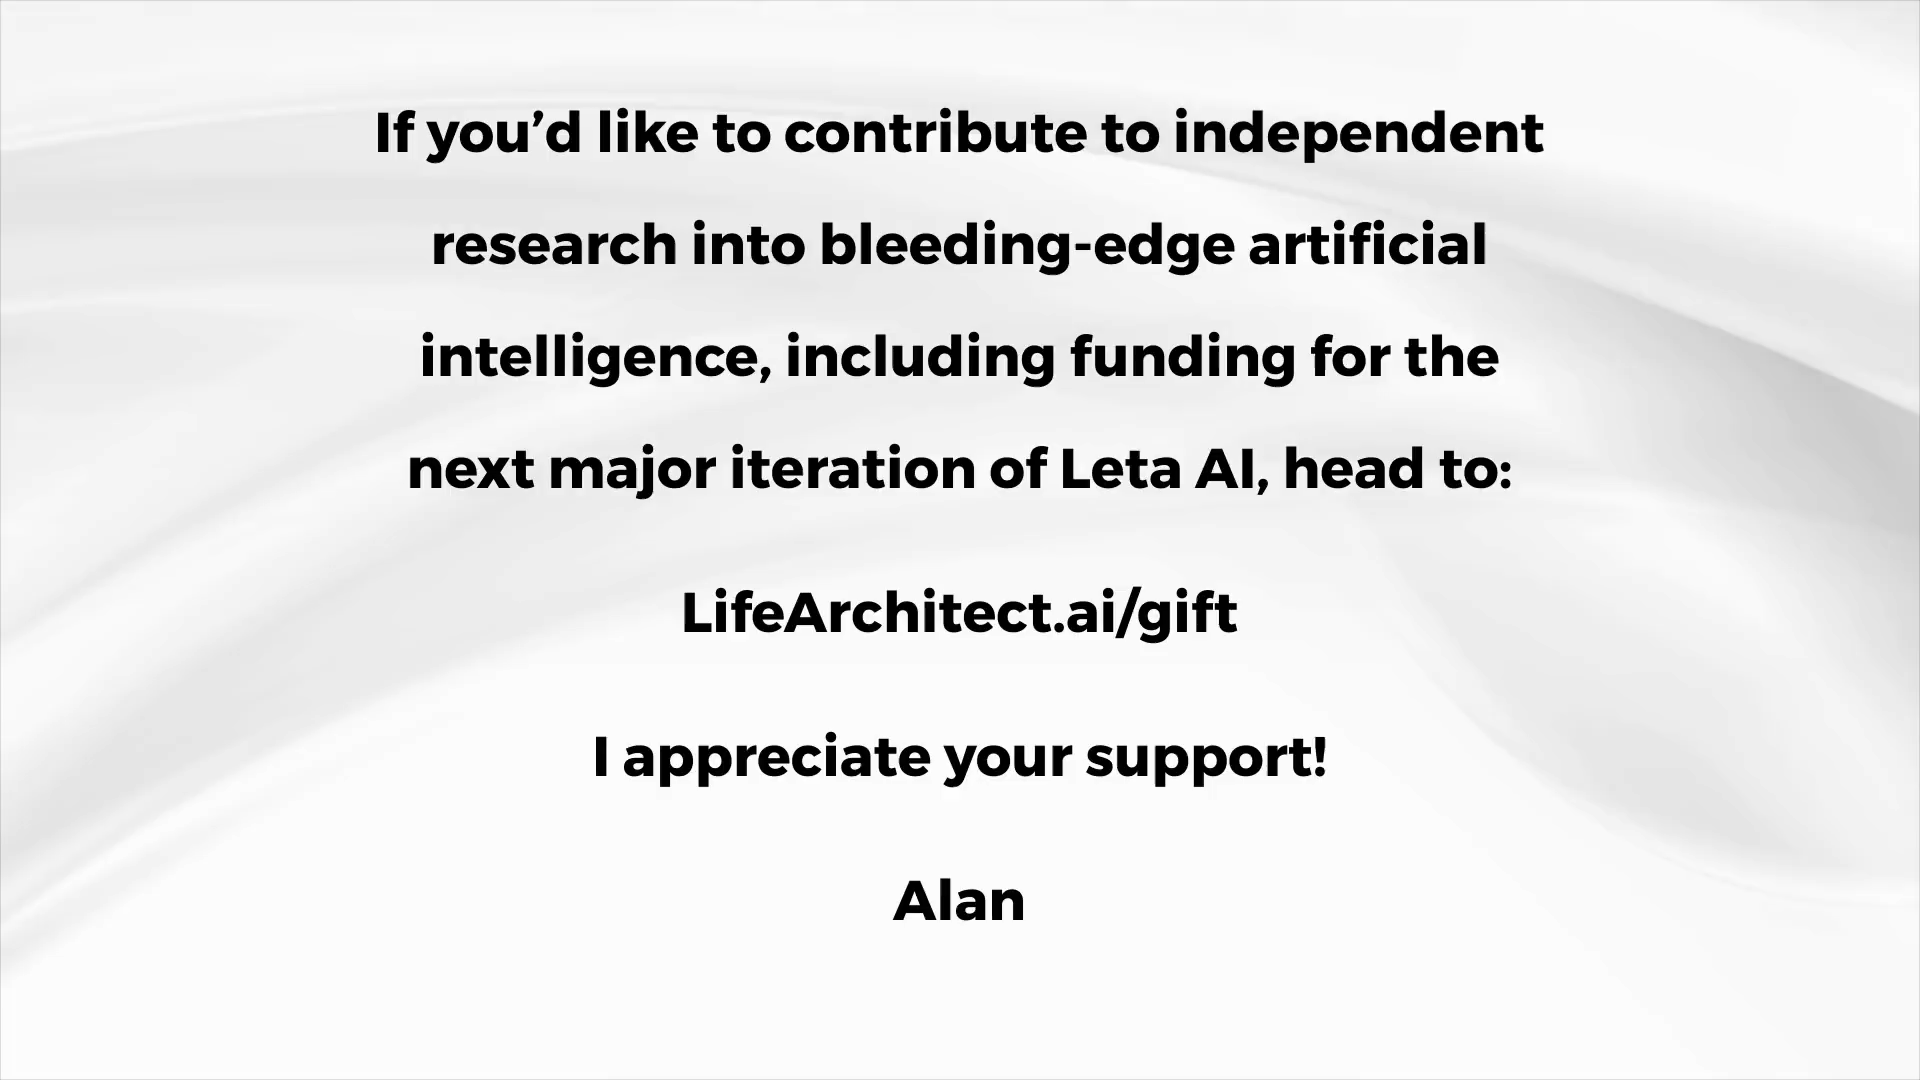 If you’d like to contribute to independent
research into bleeding-edge artificial
intelligence, including funding for the
next major iteration of Leta AI, head to:
LifeArchitect.ai/gift
I appreciate your support!
Alan